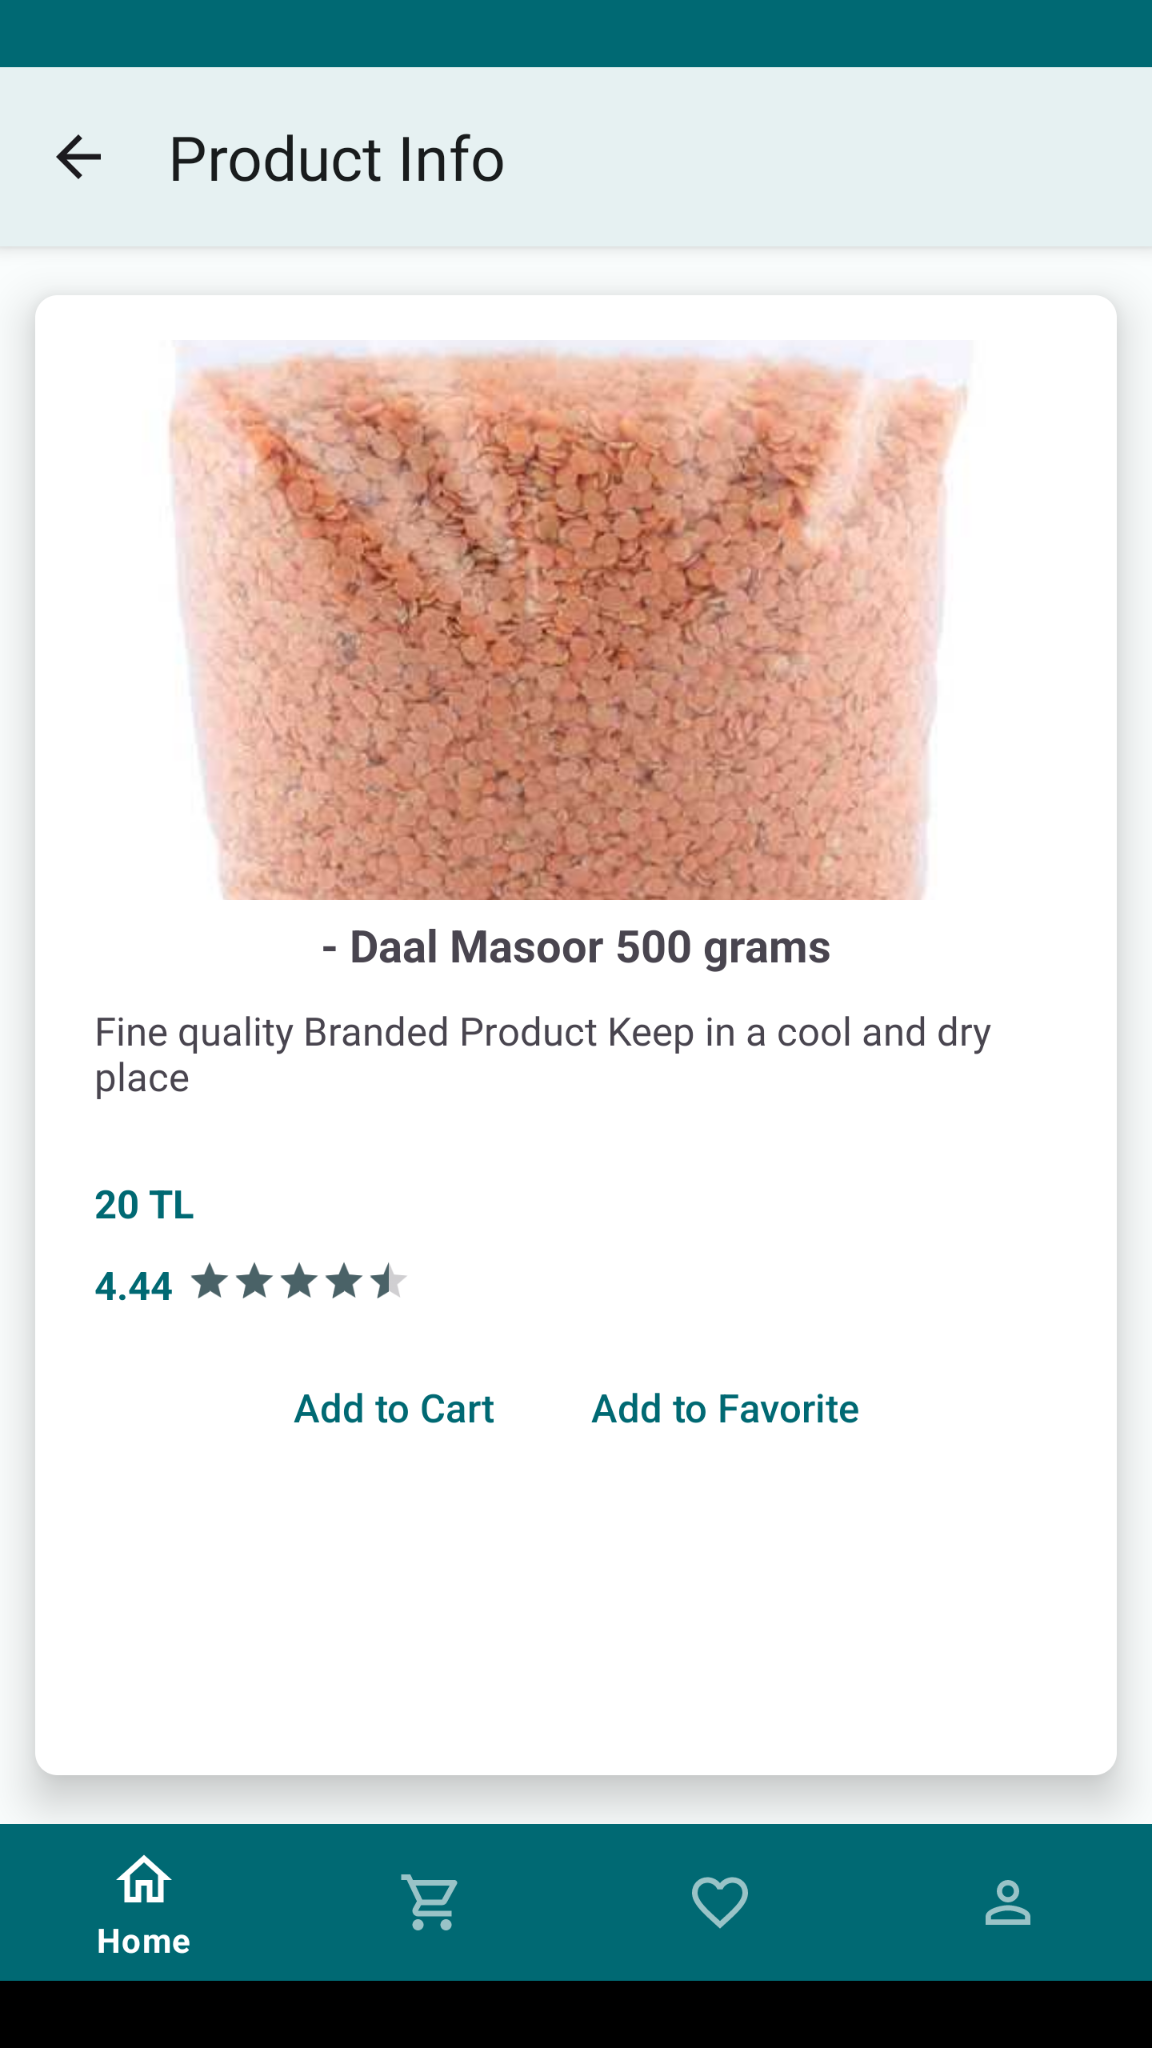 Product Info
- Daal Masoor 500 grams
Fine quality Branded Product Keep in a cool and dry
place
20 TL
4.44
Add to Cart
Add to Favorite
Home